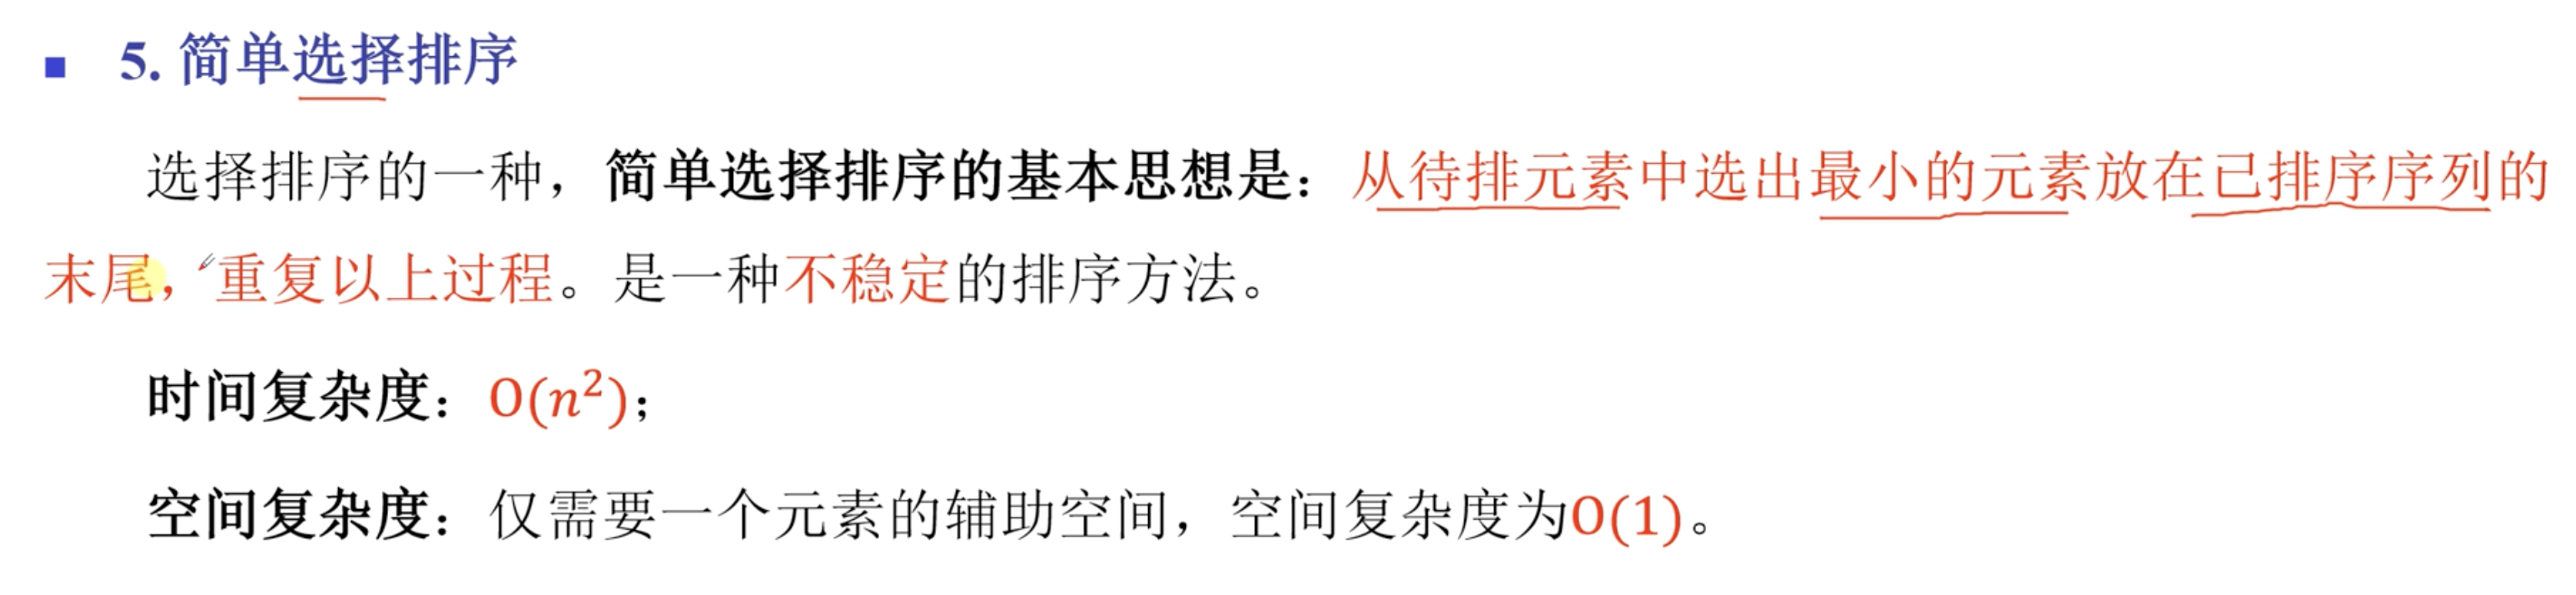 5. 简单选择排序
选择排序的一种，简单选择排序的基本思想是：从待排元素中选出最小的元素放在已排序序列的
末尾，重复以上过程。是一种不稳定的排序方法。
时间复杂度：O(n²)；
空间复杂度：仅需要一个元素的辅助空间，空间复杂度为O(1)。